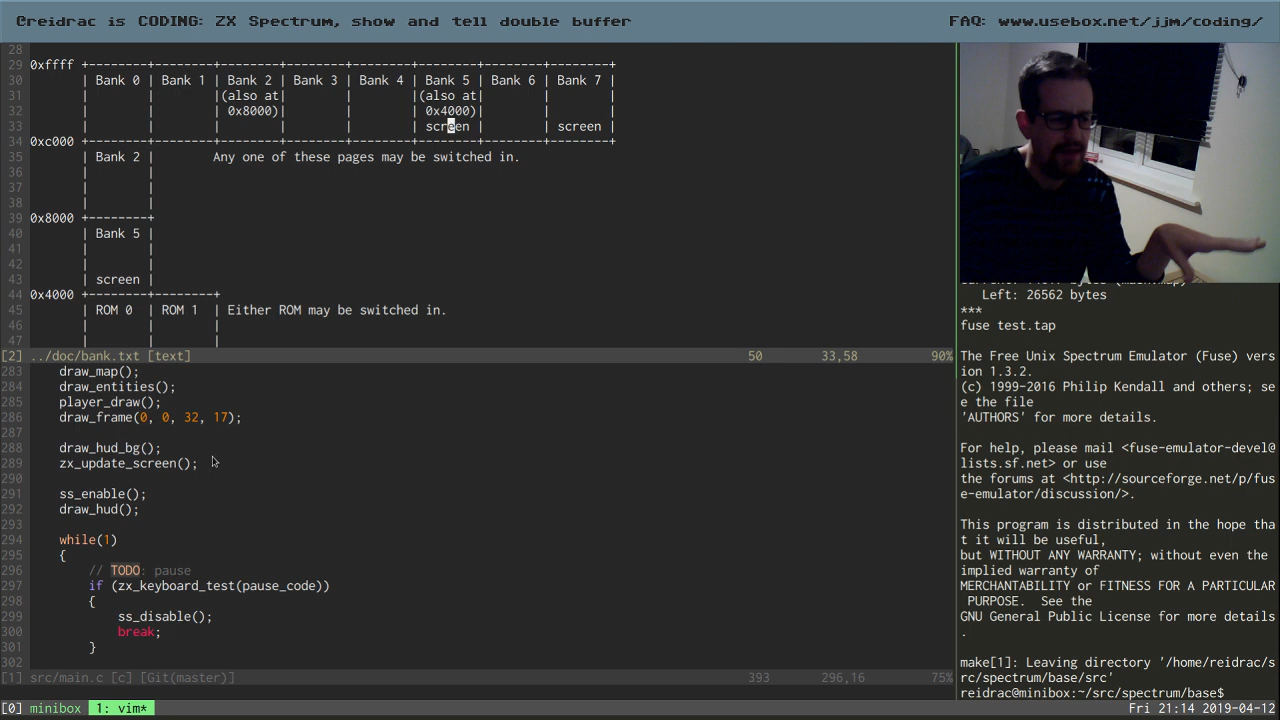 @reidrac is CODING: ZX Spectrum, show and tell double buffer
FAQ: www.usebox.net/jjm/coding/
28
29 0xffff +--------+--------+--------+--------+--------+--------+--------+--------+
30 | Bank 0 | Bank 1 | Bank 2 | Bank 3 | Bank 4 | Bank 5 | Bank 6 | Bank 7 |
31 | | |(also at| | |(also at| | |
32 | | | 0x8000)| | | 0x4000)| | |
33 | | | | | | screen | | screen |
34 0xc000 +--------+--------+--------+--------+--------+--------+--------+--------+
35 | Bank 2 | Any one of these pages may be switched in.
36 | |
37 | |
38 | |
39 0x8000 +--------+
40 | Bank 5 |
41 | |
42 | |
43 | screen |
44 0x4000 +--------+--------+
45 | ROM 0 | ROM 1 | Either ROM may be switched in.
46 | | |
47 | | |
[2] ../doc/bank.txt [text] 50 33,58 90%
283 draw_map();
284 draw_entities();
285 player_draw();
286 draw_frame(0, 0, 32, 17);
287
288 draw_hud_bg();
289 zx_update_screen();
290
291 ss_enable();
292 draw_hud();
293
294 while(1)
295 {
296 // TODO: pause
297 if (zx_keyboard_test(pause_code))
298 {
299 ss_disable();
300 break;
301 }
302
[1] src/main.c [c] [Git(master)] 393 296,16 75%
Left: 26562 bytes
***
fuse test.tap
The Free Unix Spectrum Emulator (Fuse) vers
ion 1.3.2.
(c) 1999-2016 Philip Kendall and others; se
e the file
'AUTHORS' for more details.
For help, please mail <fuse-emulator-devel@
lists.sf.net> or use
the forums at <http://sourceforge.net/p/fus
e-emulator/discussion/>.
This program is distributed in the hope tha
t it will be useful,
but WITHOUT ANY WARRANTY; without even the
implied warranty of
MERCHANTABILITY or FITNESS FOR A PARTICULAR
PURPOSE.  See the
GNU General Public License for more details
.
make[1]: Leaving directory '/home/reidrac/s
rc/spectrum/base/src'
reidrac@minibox:~/src/spectrum/base$
[0] minibox 1: vim* Fri 21:14 2019-04-12